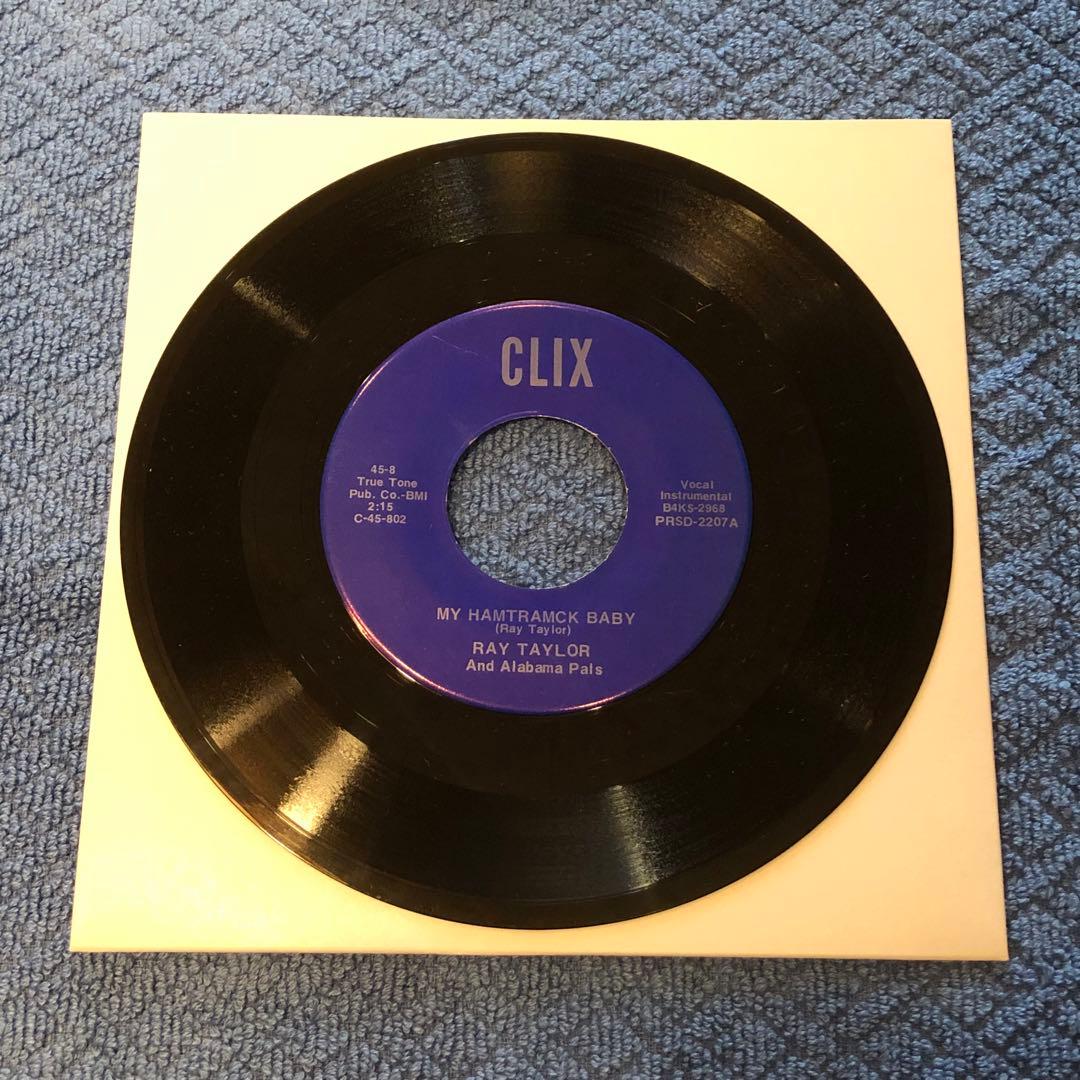 CLIX
45-8
True Tone
Pub. Co.-BMI
2:15
C-45-802
Vocal
Instrumental
B4KS-2968
PRSD-2207A
MY HAMTRAMCK BABY
(Ray Taylor)
RAY TAYLOR
And Alabama Pals